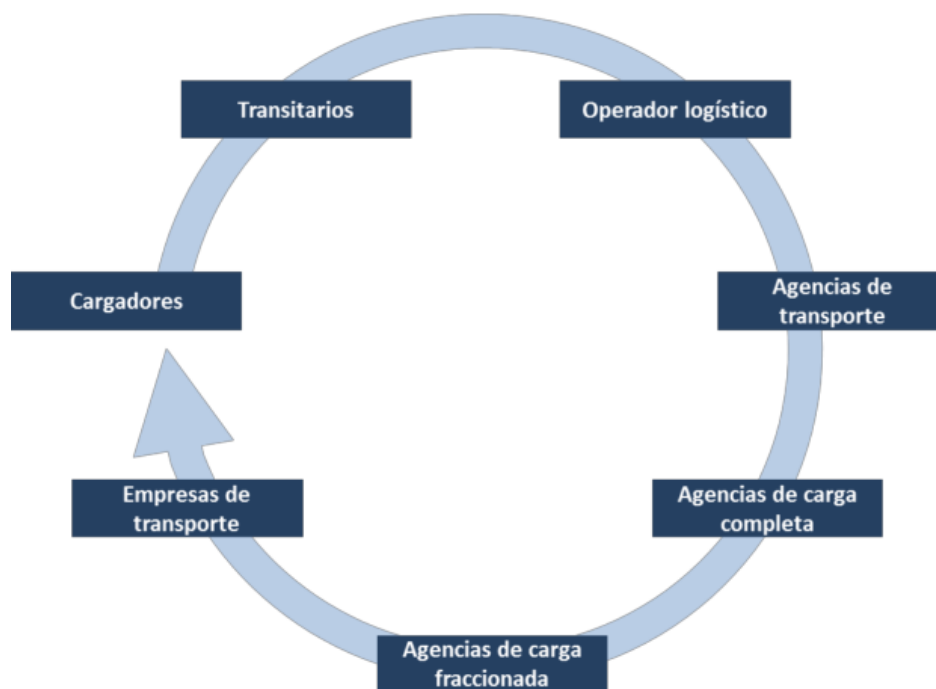 Transitarios
Operador logístico
Cargadores
Agencias de
transporte
Empresas de
transporte
Agencias de carga
completa
Agencias de carga
fraccionada